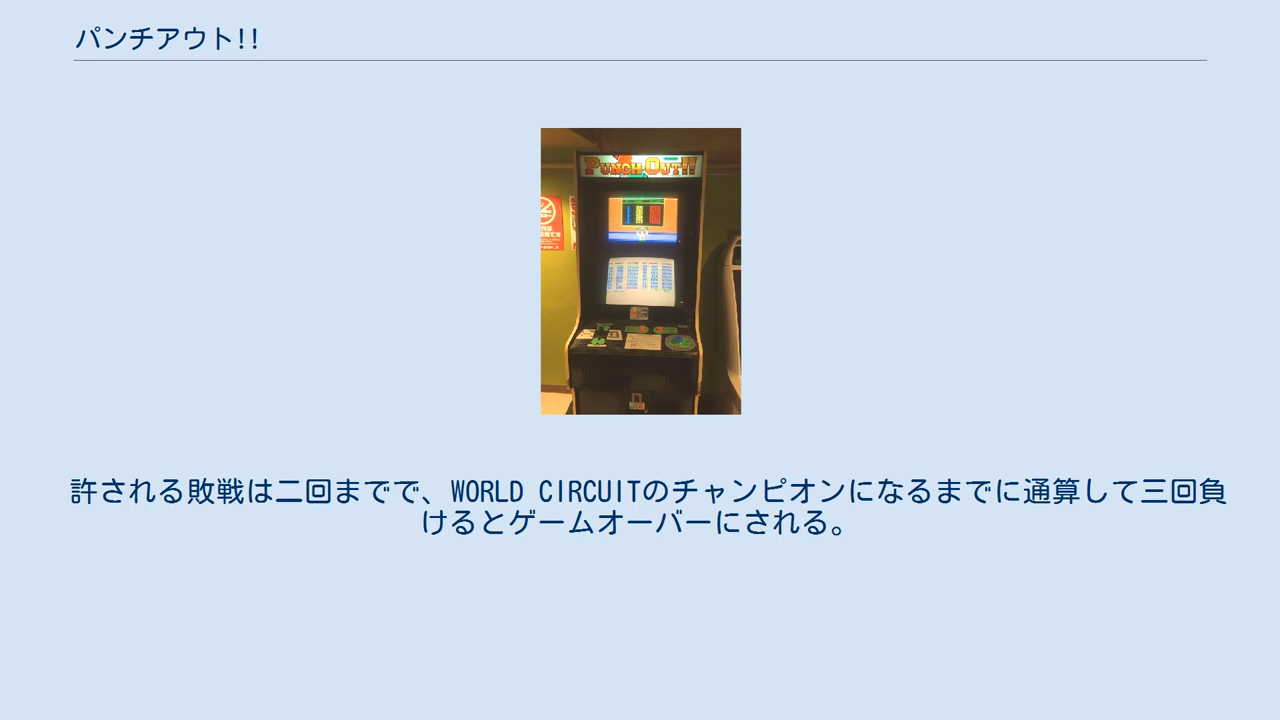 パンチアウト!!
PUNCH-OUT!!
許される敗戦は二回までで、WORLD CIRCUITのチャンピオンになるまでに通算して三回負
けるとゲームオーバーにされる。